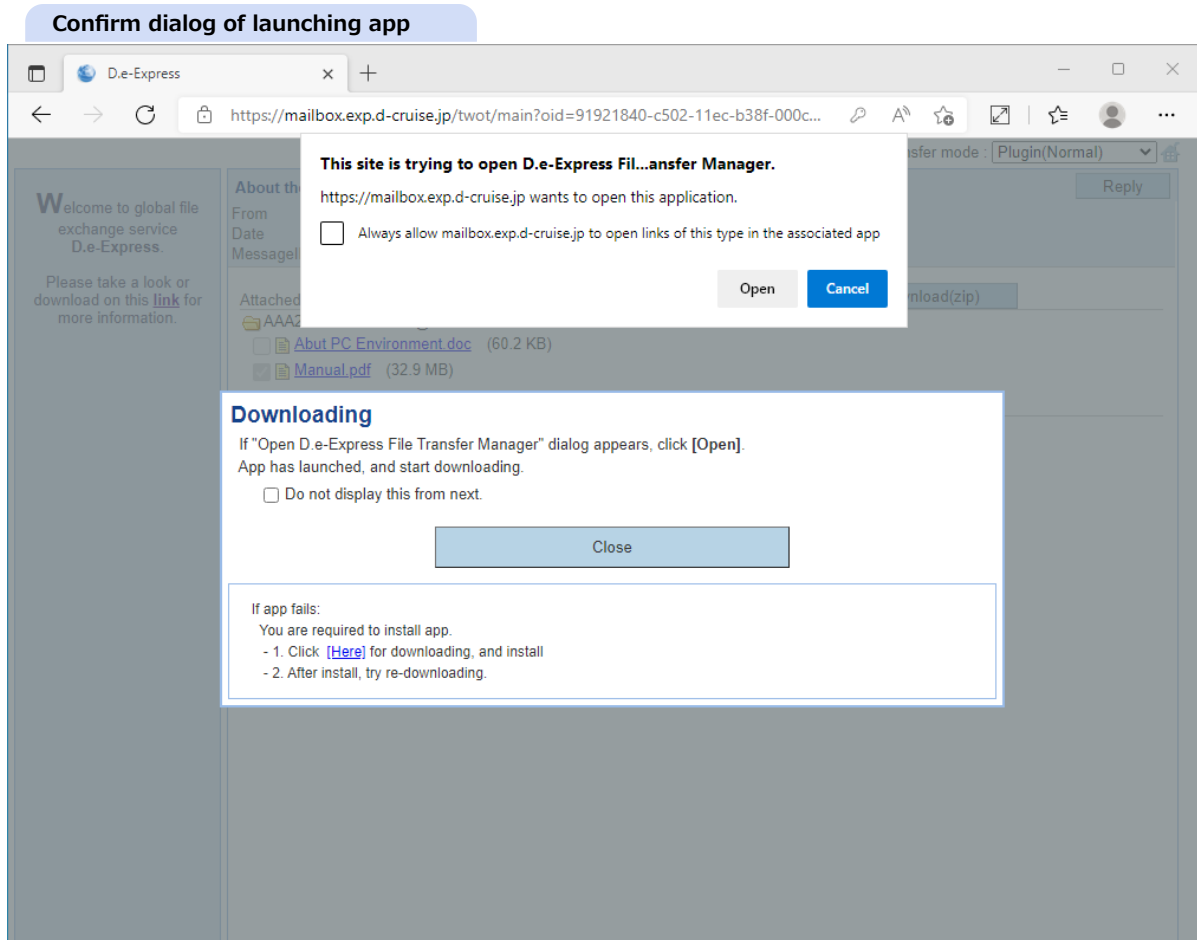 Confirm dialog of launching app
D.e-Express
https://mailbox.exp.d-cruise.jp/twot/main?oid=91921840-c502-11ec-b38f-000c...
This site is trying to open D.e-Express Fil...ansfer Manager.
https://mailbox.exp.d-cruise.jp wants to open this application.
Always allow mailbox.exp.d-cruise.jp to open links of this type in the associated app
Open
Cancel
mode : Plugin(Normal)
Welcome to global file
exchange service
D.e-Express.
Please take a look or
download on this link for
more information.
About
Reply
From
Date
Attached
(zip)
Abut PC Environment.doc (60.2 KB)
Manual.pdf (32.9 MB)
Downloading
If "Open D.e-Express File Transfer Manager" dialog appears, click [Open].
App has launched, and start downloading.
Do not display this from next.
Close
If app fails:
You are required to install app.
- 1. Click [Here] for downloading, and install
- 2. After install, try re-downloading.